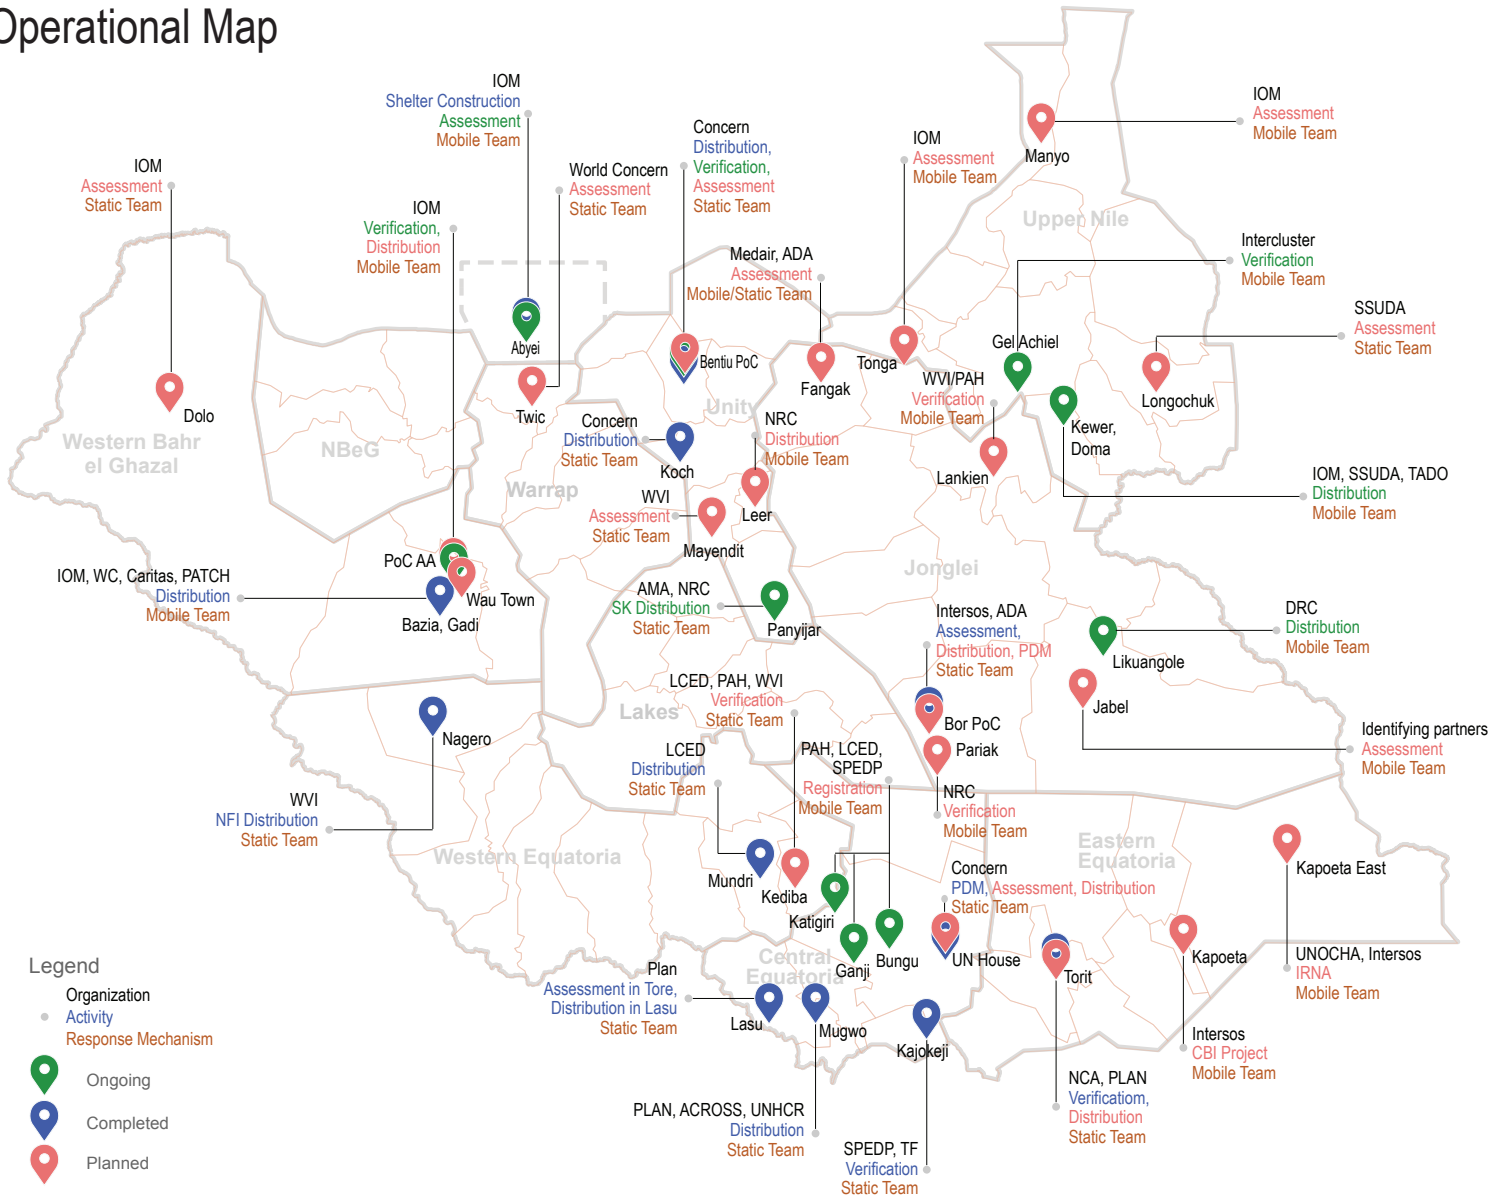 Operational Map
IOM
Shelter Construction
Assessment
Mobile Team
Concern
Distribution,
Verification,
Assessment
Static Team
IOM
Assessment
Mobile Team
IOM
Assessment
Mobile Team
Manyo
IOM
Assessment
Static Team
World Concern
Assessment
Static Team
IOM
Verification,
Distribution
Mobile Team
Upper Nile
Medair, ADA
Assessment
Mobile/Static Team
Intercluster
Verification
Mobile Team
SSUDA
Assessment
Static Team
Abyei
Bentiu PoC
Fangak
Tonga
Gel Achiel
Longochuk
Dolo
Twic
Unity
WVI/PAH
Verification
Mobile Team
Kewer,
Doma
Western Bahr
el Ghazal
NBeG
Concern
Distribution
Static Team
Koch
NRC
Distribution
Mobile Team
Lankien
IOM, SSUDA, TADO
Distribution
Mobile Team
Warrap
WVI
Assessment
Static Team
Leer
Mayendit
PoC AA
Wau Town
Bazia, Gadi
IOM, WC, Caritas, PATCH
Distribution
Mobile Team
AMA, NRC
SK Distribution
Static Team
Panyijar
Jonglei
Intersos, ADA
Assessment,
Distribution, PDM
Static Team
DRC
Distribution
Mobile Team
Likuangole
Jabel
LCED, PAH, WVI
Verification
Static Team
Lakes
Nagero
Bor PoC
Pariak
Identifying partners
Assessment
Mobile Team
LCED
Distribution
Static Team
PAH, LCED,
SPEDP
Registration
Mobile Team
NRC
Verification
Mobile Team
WVI
NFI Distribution
Static Team
Western Equatoria
Mundri
Kediba
Katigiri
Ganji
Bungu
Concern
PDM, Assessment, Distribution
Static Team
UN House
Eastern
Equatoria
Kapoeta East
Kapoeta
Torit
UNOCHA, Intersos
IRNA
Mobile Team
Central
Equatoria
Plan
Assessment in Tore,
Distribution in Lasu
Static Team
Lasu
Mugwo
Kajokeji
Intersos
CBI Project
Mobile Team
NCA, PLAN
Verificatiom,
Distribution
Static Team
PLAN, ACROSS, UNHCR
Distribution
Static Team
SPEDP, TF
Verification
Static Team
Legend
Organization
Activity
Response Mechanism
Ongoing
Completed
Planned